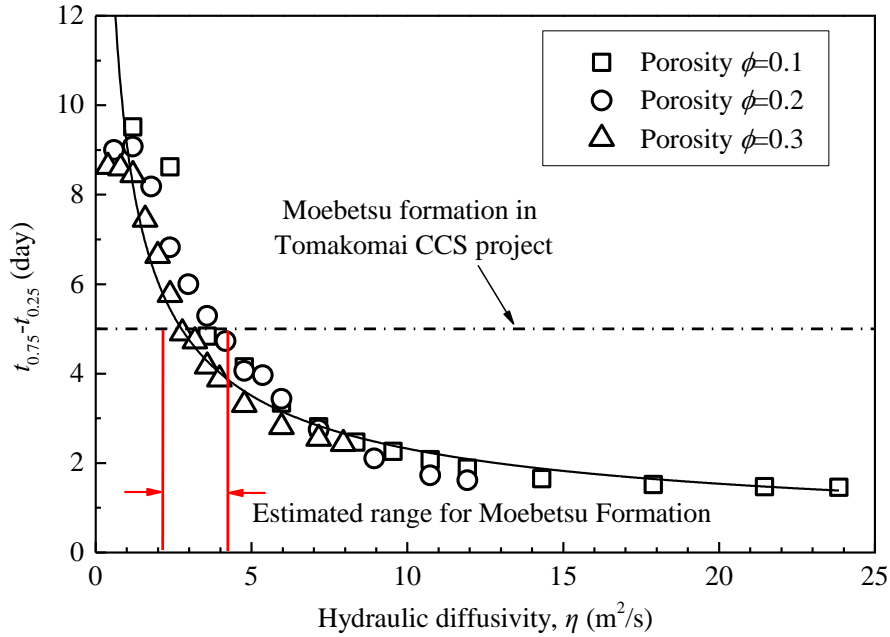 12
10
8
6
4
2
0
t0.75-t0.25 (day)
Porosity ϕ=0.1
Porosity ϕ=0.2
Porosity ϕ=0.3
Moebetsu formation in
Tomakomai CCS project
Estimated range for Moebetsu Formation
0 5 10 15 20 25
Hydraulic diffusivity, η (m²/s)